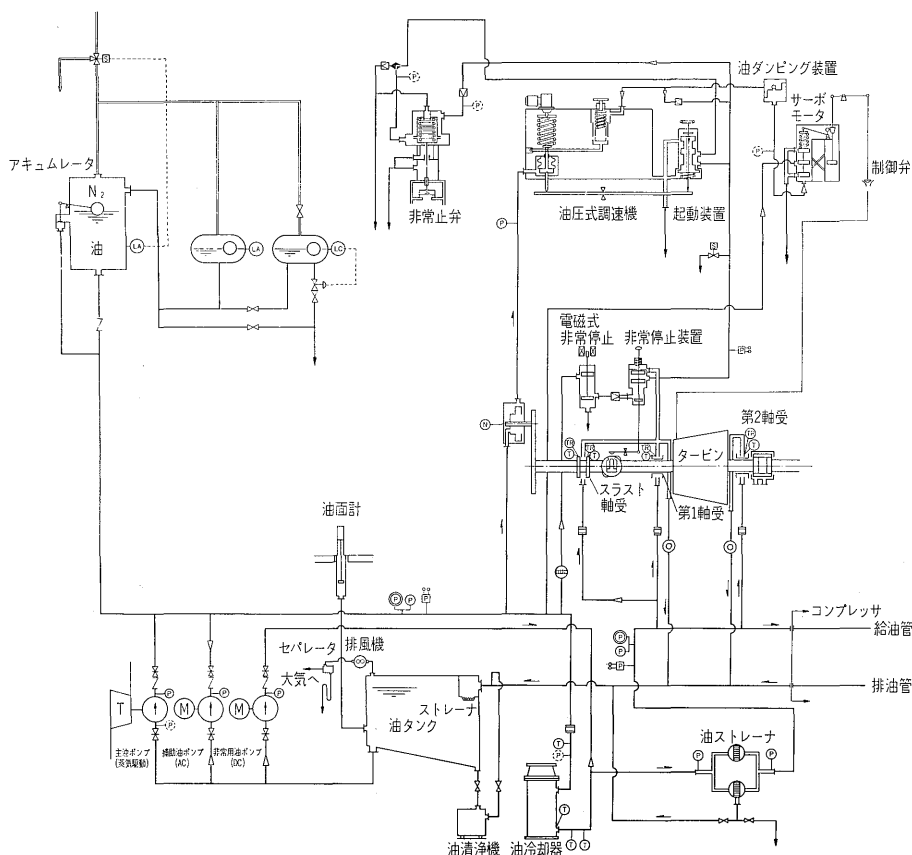 アキュムレータ
N₂
油
LA
LA
LC
S
P
P
非常止弁
油圧式調速機
起動装置
油ダンピング装置
サーボ
モータ
制御弁
P
P
S
電磁式
非常停止
非常停止装置
N
タービン
第2軸受
スラスト
軸受
第1軸受
TR
T
TR
T
TR
T
TR
T
油面計
P
P
P
セパレータ
排風機
大気へ
ストレーナ
油タンク
T
M
M
P
P
P
P
補助油ポンプ
(AC)
非常用油ポンプ
(DC)
(蒸気駆動)
油清浄機
油冷却器
T
P
T
T
T
P
P
P
コンプレッサ
給油管
排油管
油ストレーナ
P
P